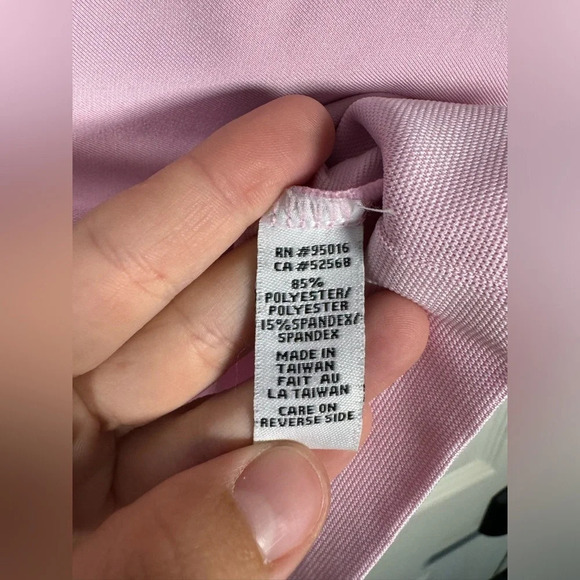 RN #95016
CA #52568
85%
POLYESTER/
POLYESTER
15%SPANDEX/
SPANDEX
MADE IN
TAIWAN
FAIT AU
LA TAIWAN
CARE ON
REVERSE SIDE